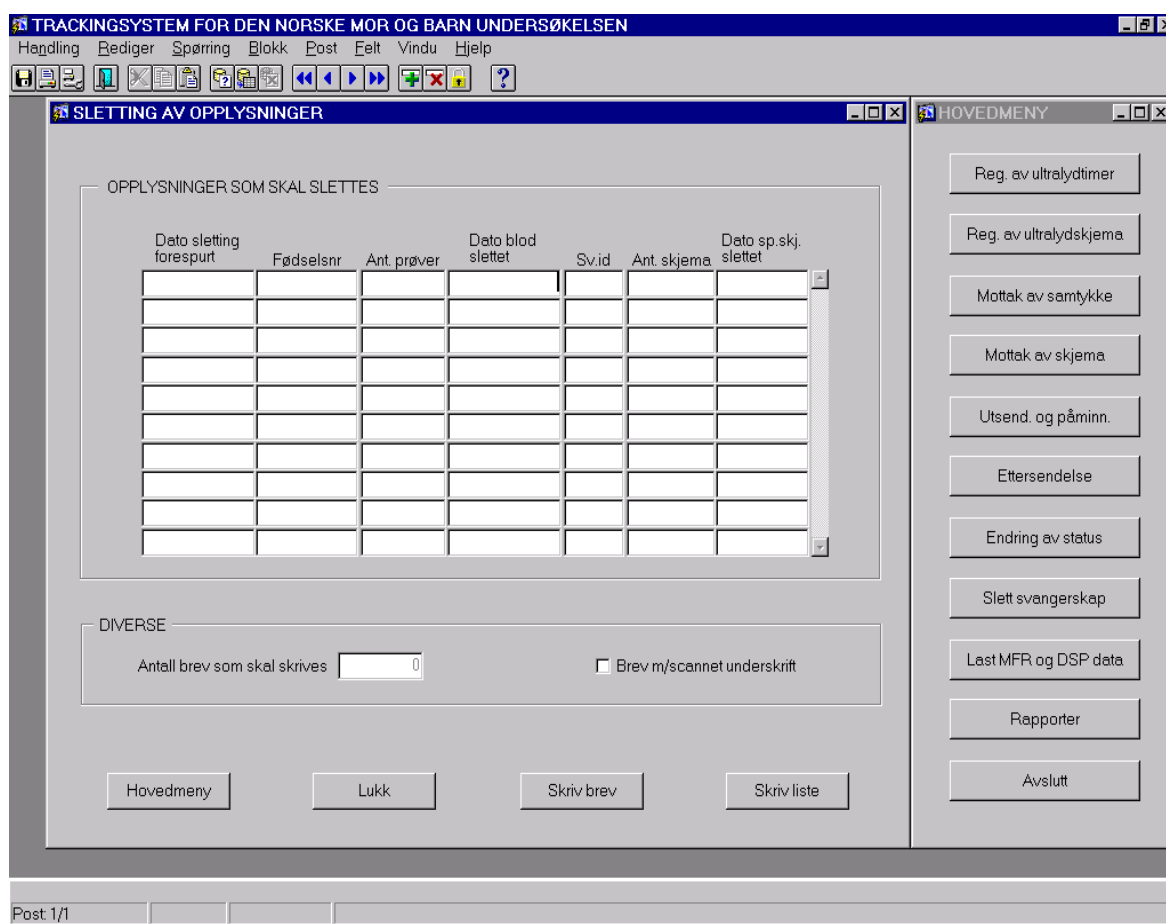 TRACKINGSYSTEM FOR DEN NORSKE MOR OG BARN UNDERSØKELSEN
Handling Rediger Spørring Blokk Post Felt Vindu Hjelp
SLETTING AV OPPLYSNINGER
OPPLYSNINGER SOM SKAL SLETTES
Dato sletting forespurt
Fødselsnr
Ant. prøver
Dato blod slettet
Sv.id
Ant. skjema
Dato sp.skj. slettet
DIVERSE
Antall brev som skal skrives 0
Brev m/scannet underskrift
Hovedmeny
Lukk
Skriv brev
Skriv liste
HOVEDMENY
Reg. av ultralydtimer
Reg. av ultralydskjema
Mottak av samtykke
Mottak av skjema
Utsend. og påminn.
Ettersendelse
Endring av status
Slett svangerskap
Last MFR og DSP data
Rapporter
Avslutt
Post: 1/1